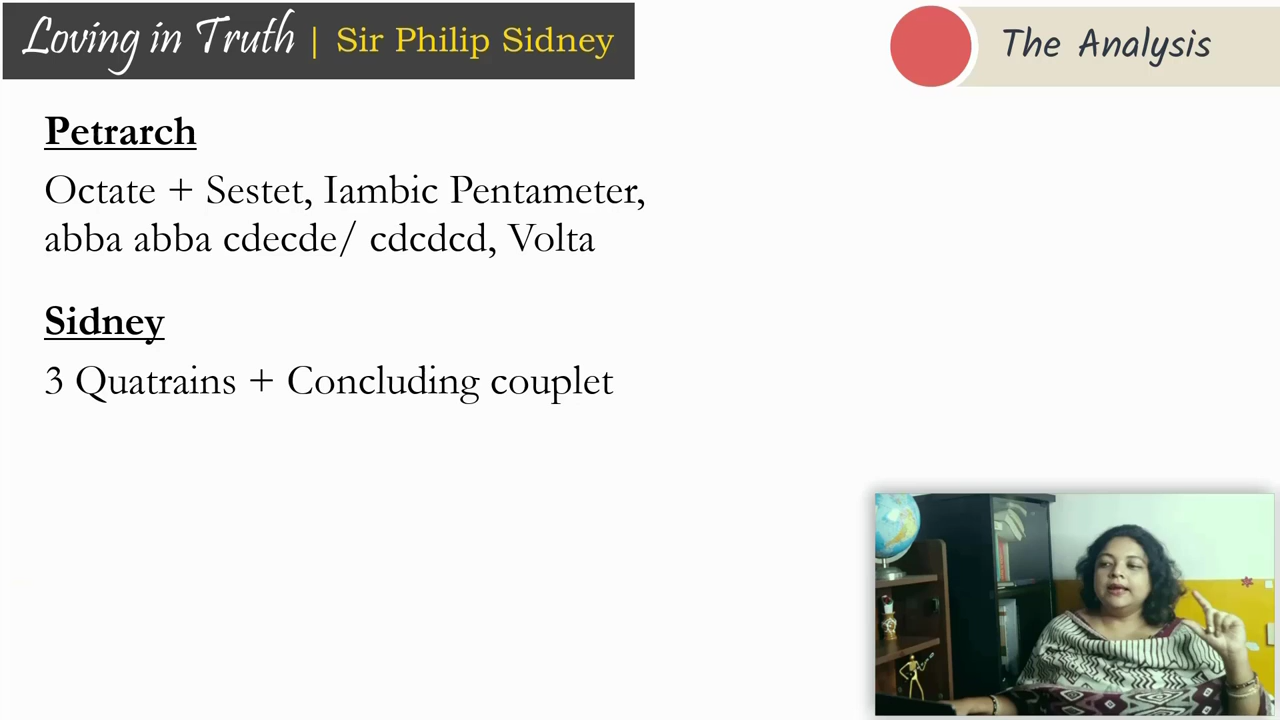 Loving in Truth | Sir Philip Sidney
The Analysis
Petrarch
Octate + Sestet, Iambic Pentameter,
abba abba cdecde/ cdcdcd, Volta
Sidney
3 Quatrains + Concluding couplet